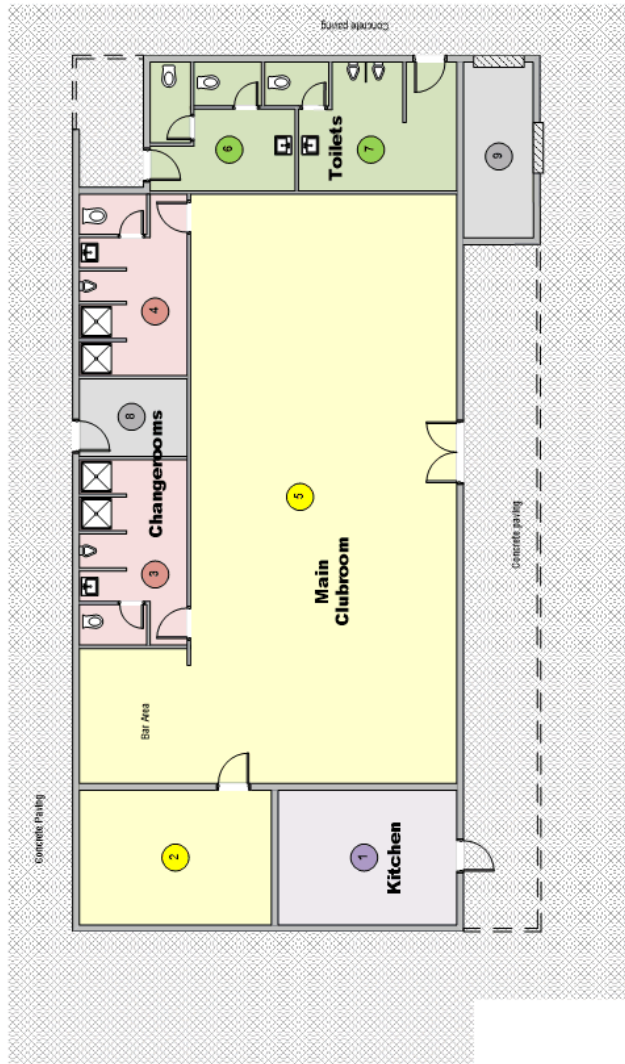 Concrete paving
Toilets
6
7
9
4
8
Changerooms
3
5
Main
Clubroom
Concrete paving
Bar Area
Concrete Paving
2
1
Kitchen